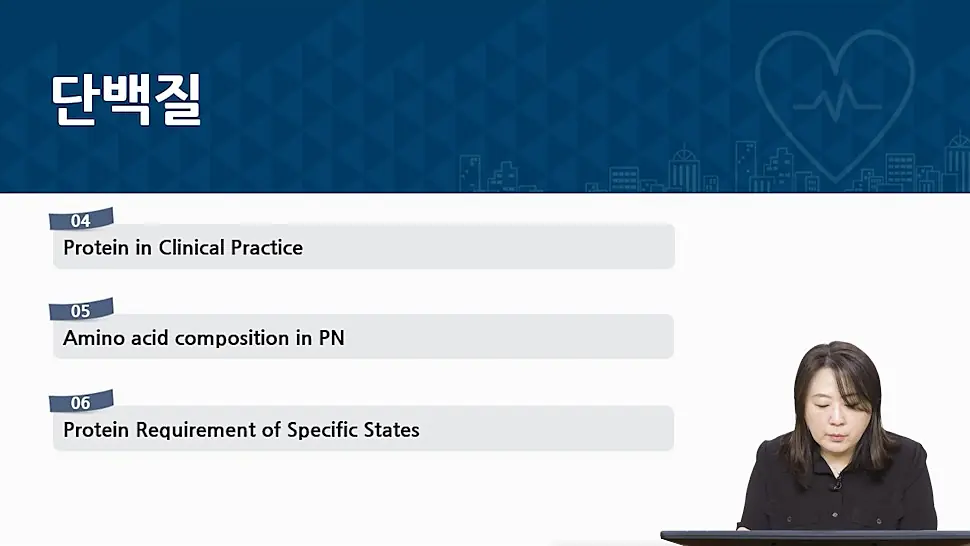 단백질
04
Protein in Clinical Practice
05
Amino acid composition in PN
06
Protein Requirement of Specific States